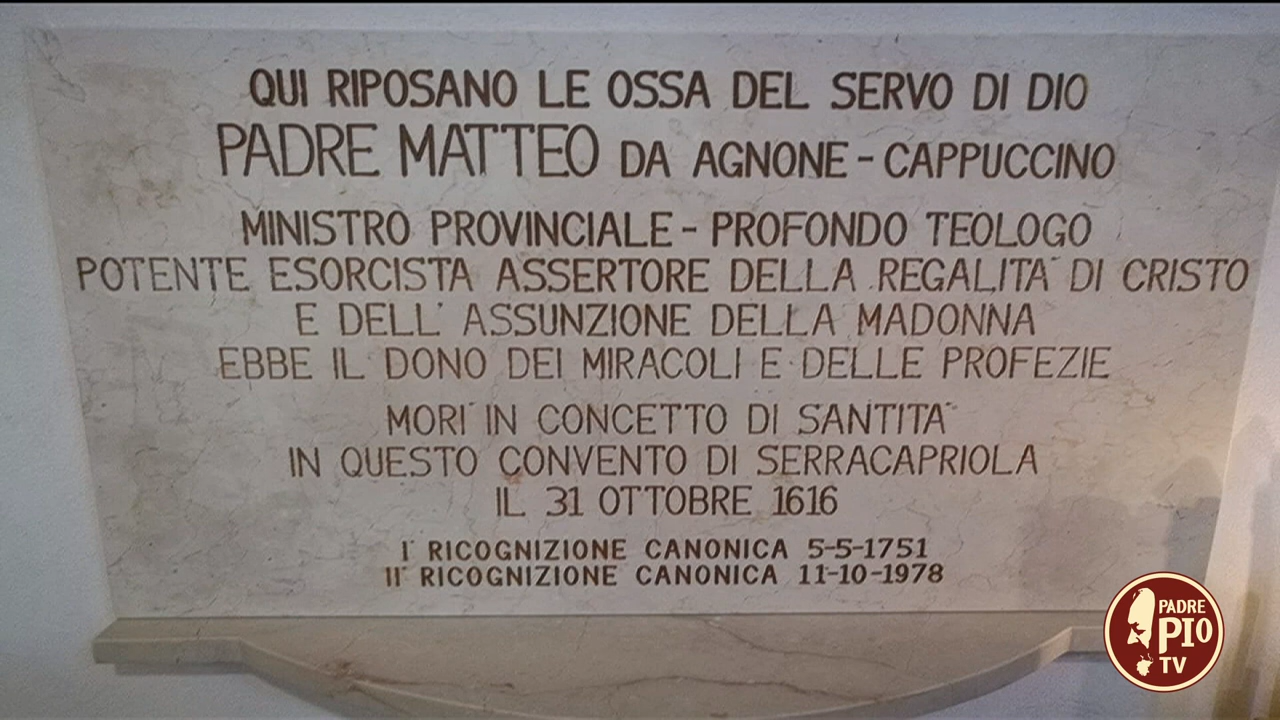 QUI RIPOSANO LE OSSA DEL SERVO DI DIO
PADRE MATTEO DA AGNONE - CAPPUCCINO
MINISTRO PROVINCIALE - PROFONDO TEOLOGO
POTENTE ESORCISTA ASSERTORE DELLA REGALITA´ DI CRISTO
E DELL' ASSUNZIONE DELLA MADONNA
EBBE IL DONO DEI MIRACOLI E DELLE PROFEZIE
MORI´ IN CONCETTO DI SANTITA´
IN QUESTO CONVENTO DI SERRACAPRIOLA
IL 31 OTTOBRE 1616
I° RICOGNIZIONE CANONICA 5-5-1751
II° RICOGNIZIONE CANONICA 11-10-1978
PADRE
PIO
TV